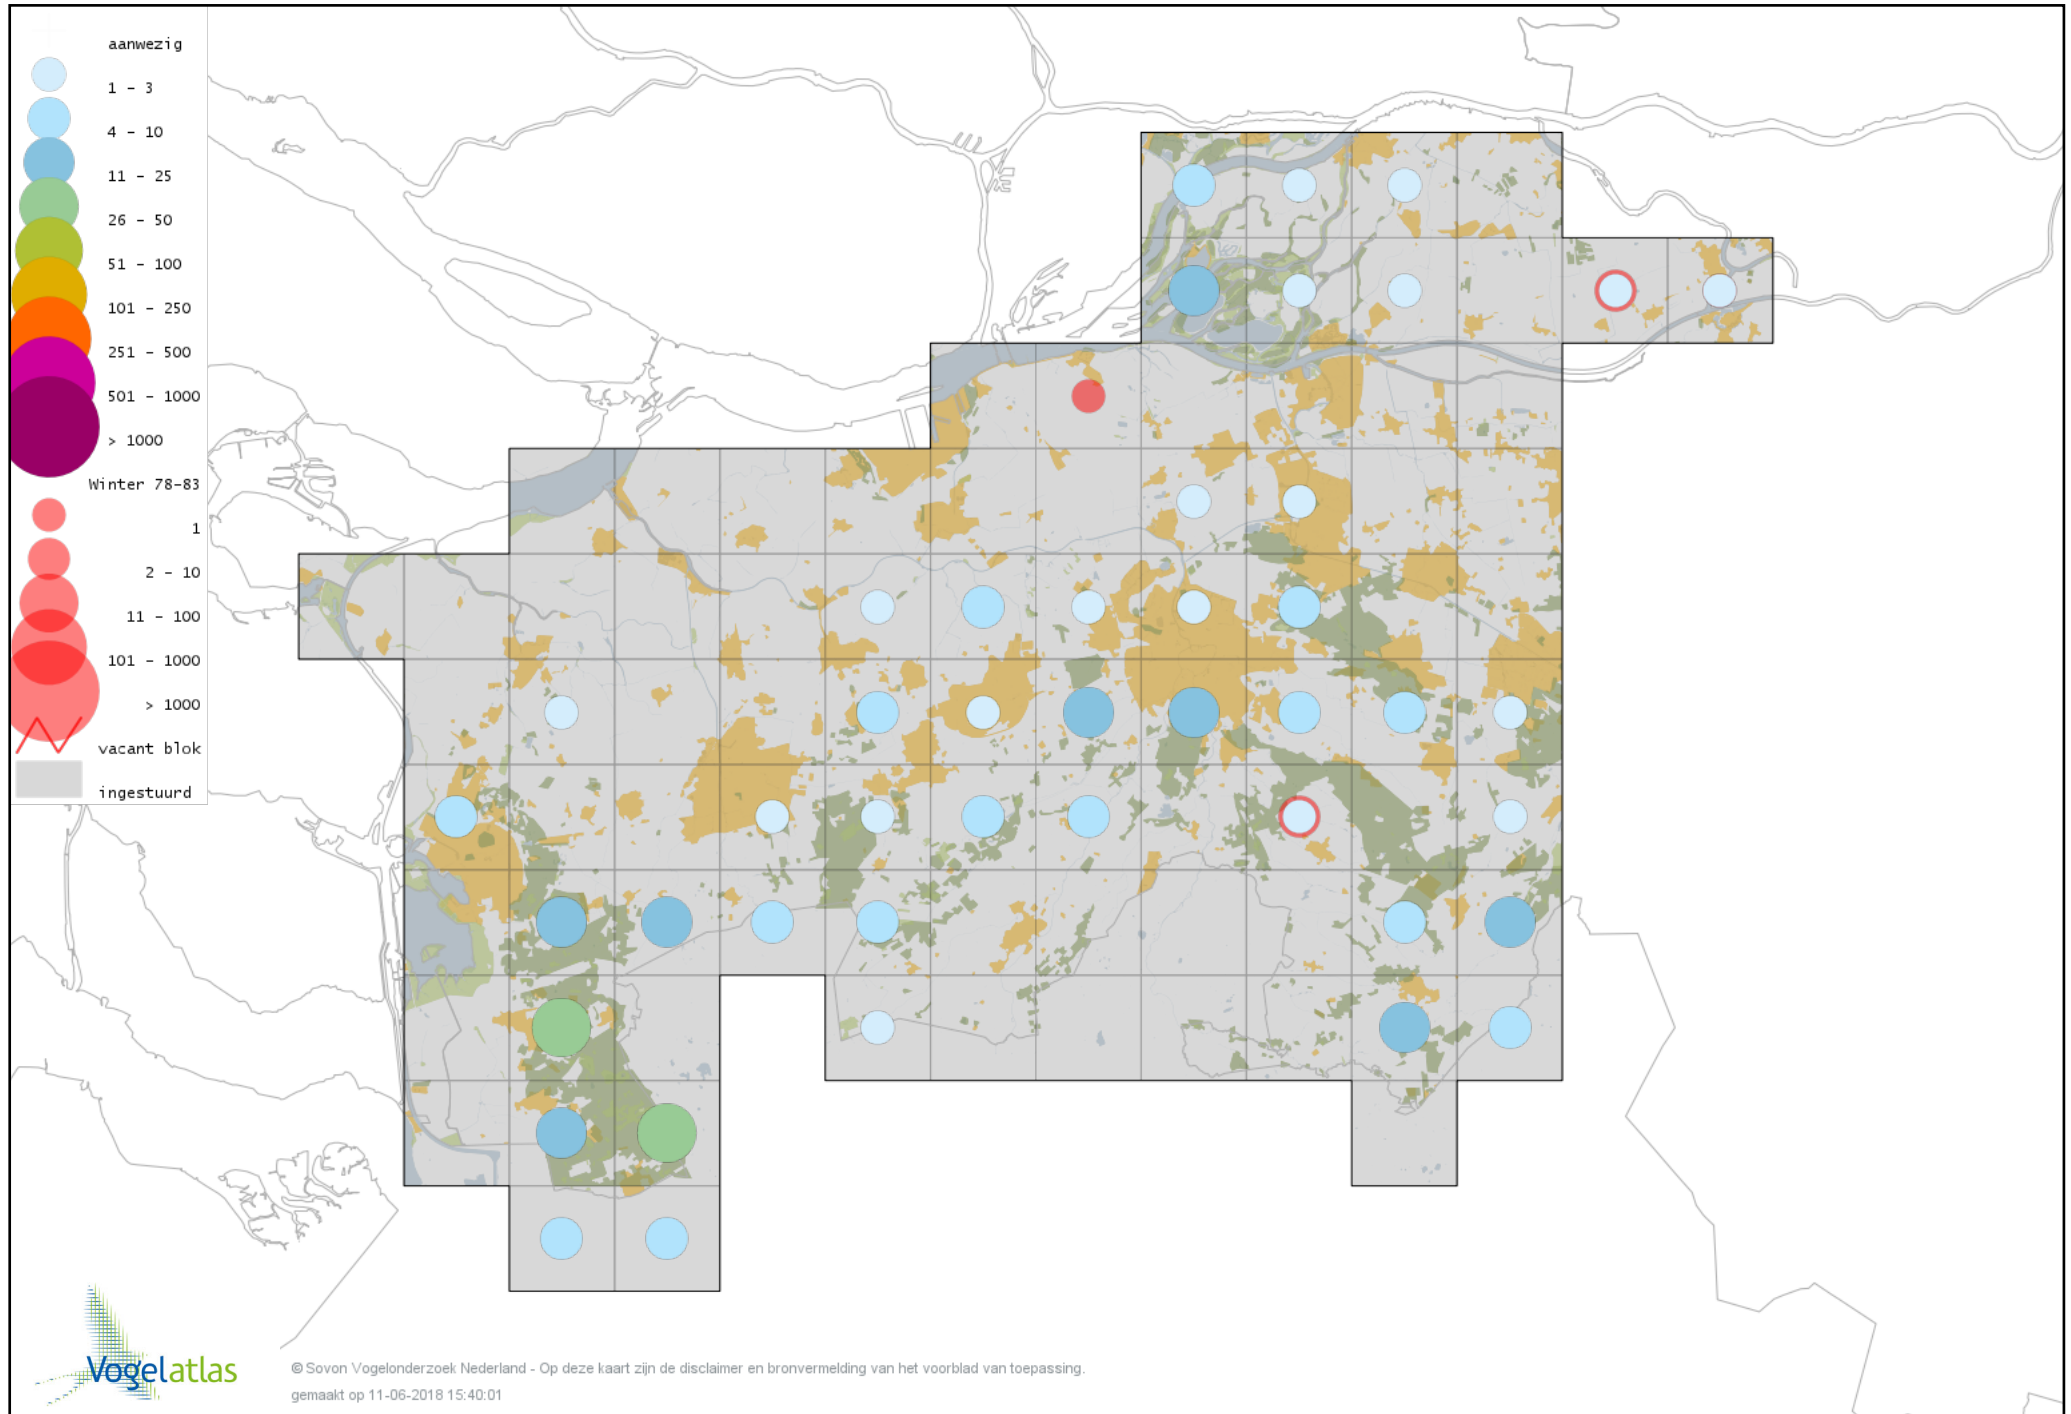 aanwezig
1 - 3
4 - 10
11 - 25
26 - 50
51 - 100
101 - 250
251 - 500
501 - 1000
> 1000
Winter 78-83
1
2 - 10
11 - 100
101 - 1000
> 1000
vacant blok
ingestuurd
Vogelatlas
© Sovon Vogelonderzoek Nederland - Op deze kaart zijn de disclaimer en bronvermelding van het voorblad van toepassing.
gemaakt op 11-06-2018 15:40:01